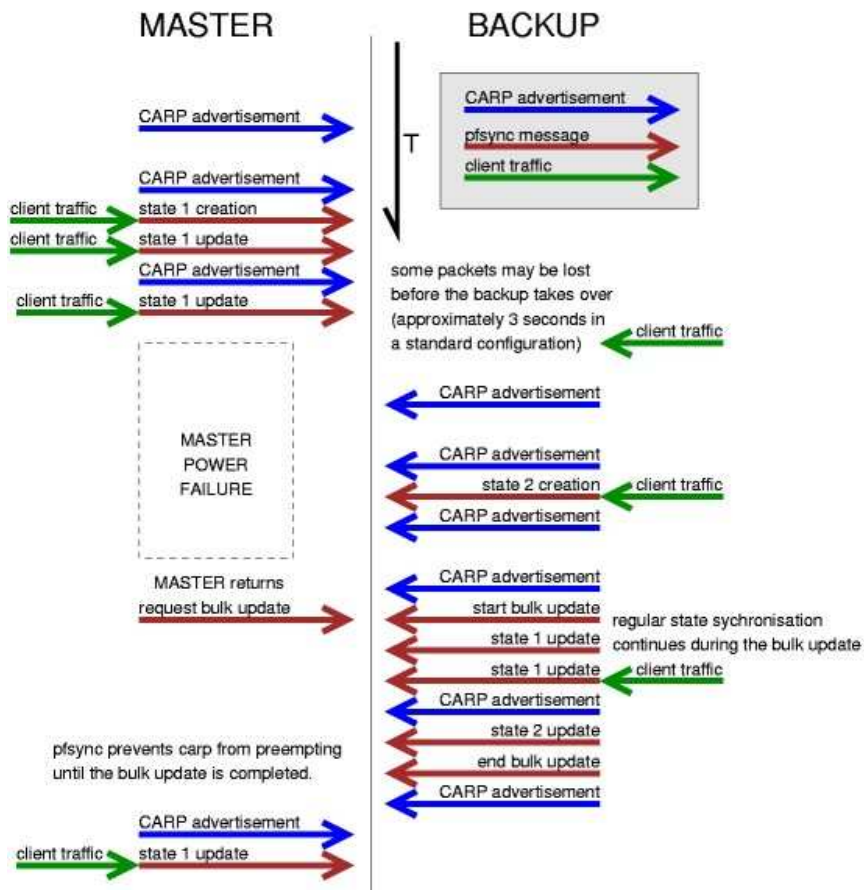 MASTER
BACKUP
CARP advertisement
pfsync message
client traffic
T
CARP advertisement
CARP advertisement
client traffic
state 1 creation
client traffic
state 1 update
CARP advertisement
client traffic
state 1 update
some packets may be lost
before the backup takes over
(approximately 3 seconds in
a standard configuration)
client traffic
MASTER
POWER
FAILURE
CARP advertisement
CARP advertisement
state 2 creation
client traffic
CARP advertisement
MASTER returns
request bulk update
CARP advertisement
start bulk update
regular state sychronisation
continues during the bulk update
state 1 update
state 1 update
client traffic
CARP advertisement
state 2 update
end bulk update
CARP advertisement
pfsync prevents carp from preempting
until the bulk update is completed.
CARP advertisement
client traffic
state 1 update